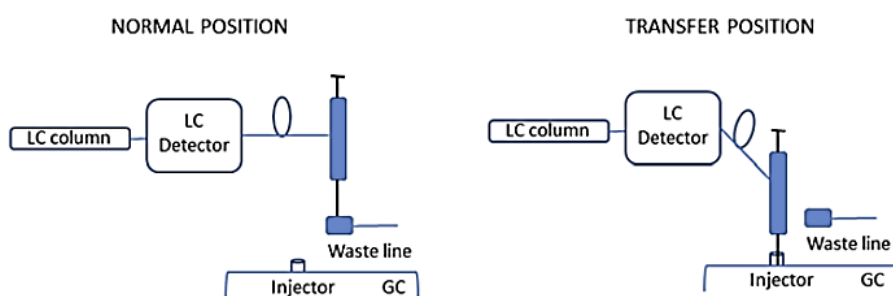 NORMAL POSITION
LC column
LC
Detector
Waste line
Injector
GC
TRANSFER POSITION
LC column
LC
Detector
Waste line
Injector
GC